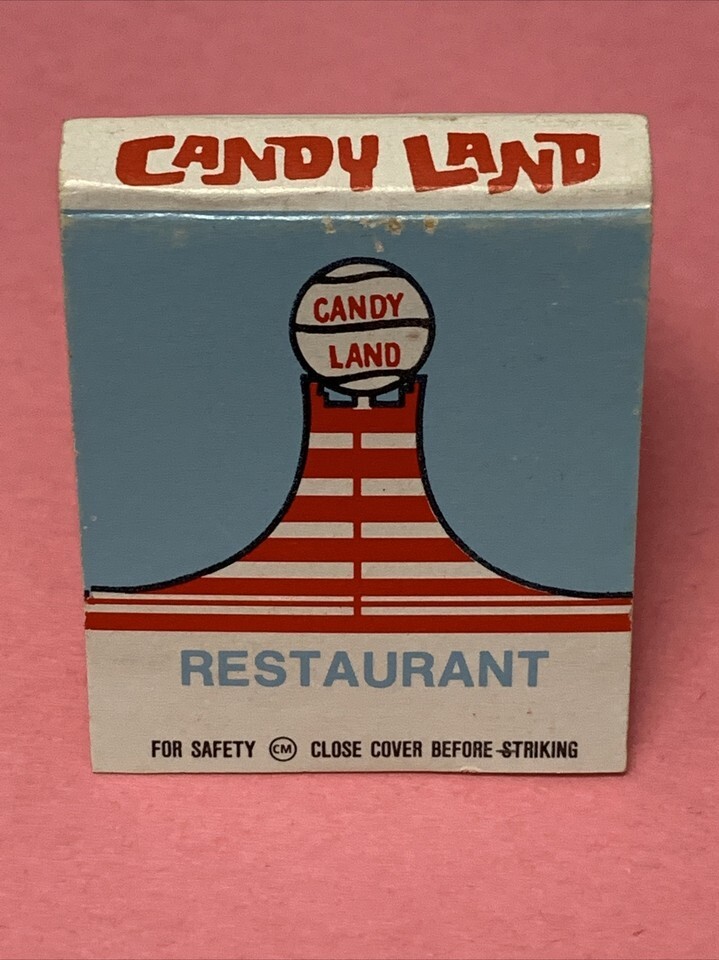 CANDY LAND
CANDY
LAND
RESTAURANT
FOR SAFETY CM CLOSE COVER BEFORE STRIKING